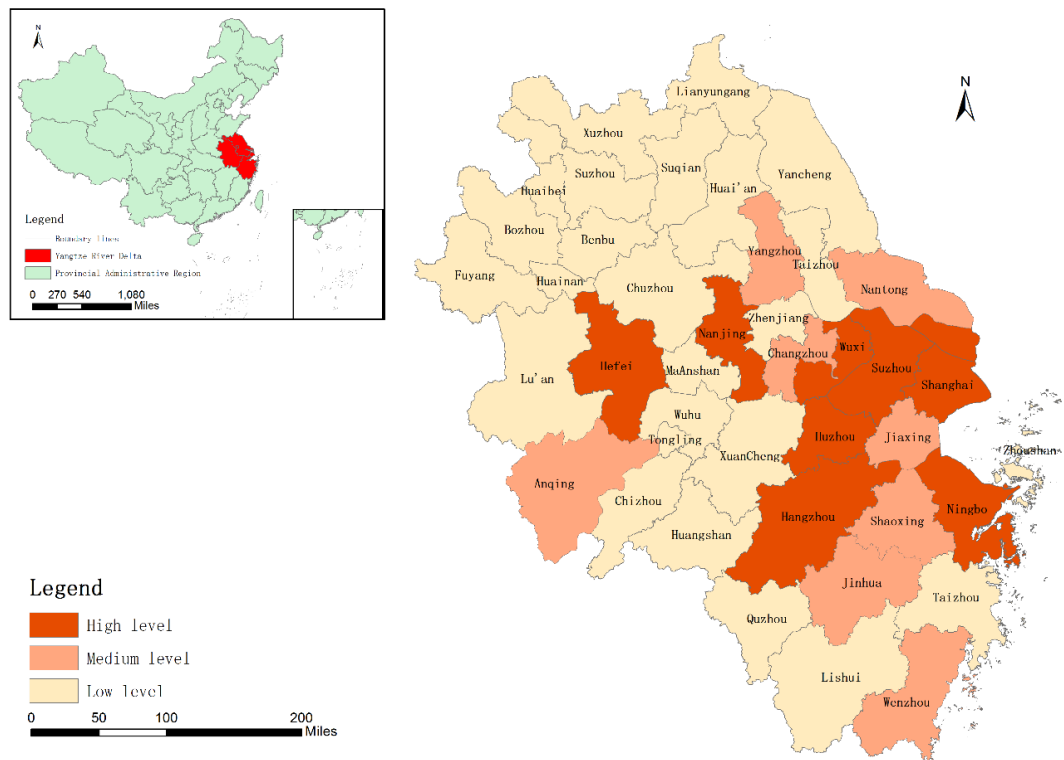 N
Legend
Boundary lines
Yangtze River Delta
Provincial Administrative Region
0 270 540 1,080
Miles
N
Lianyungang
Xuzhou
Suqian
Suzhou
Huaibei
Huai'an
Yancheng
Bozhou
Benbu
Yangzhou
Taizhou
Fuyang
Huainan
Chuzhou
Nantong
Zhenjiang
Nanjing
Changzhou
Wuxi
Hefei
MaAnshan
Suzhou
Lu'an
Shanghai
Wuhu
Huzhou
Jiaxing
Tongling
XuanCheng
Zhoushan
Anqing
Chizhou
Hangzhou
Ningbo
Shaoxing
Huangshan
Jinhua
Taizhou
Quzhou
Lishui
Wenzhou
Legend
High level
Medium level
Low level
0 50 100 200
Miles